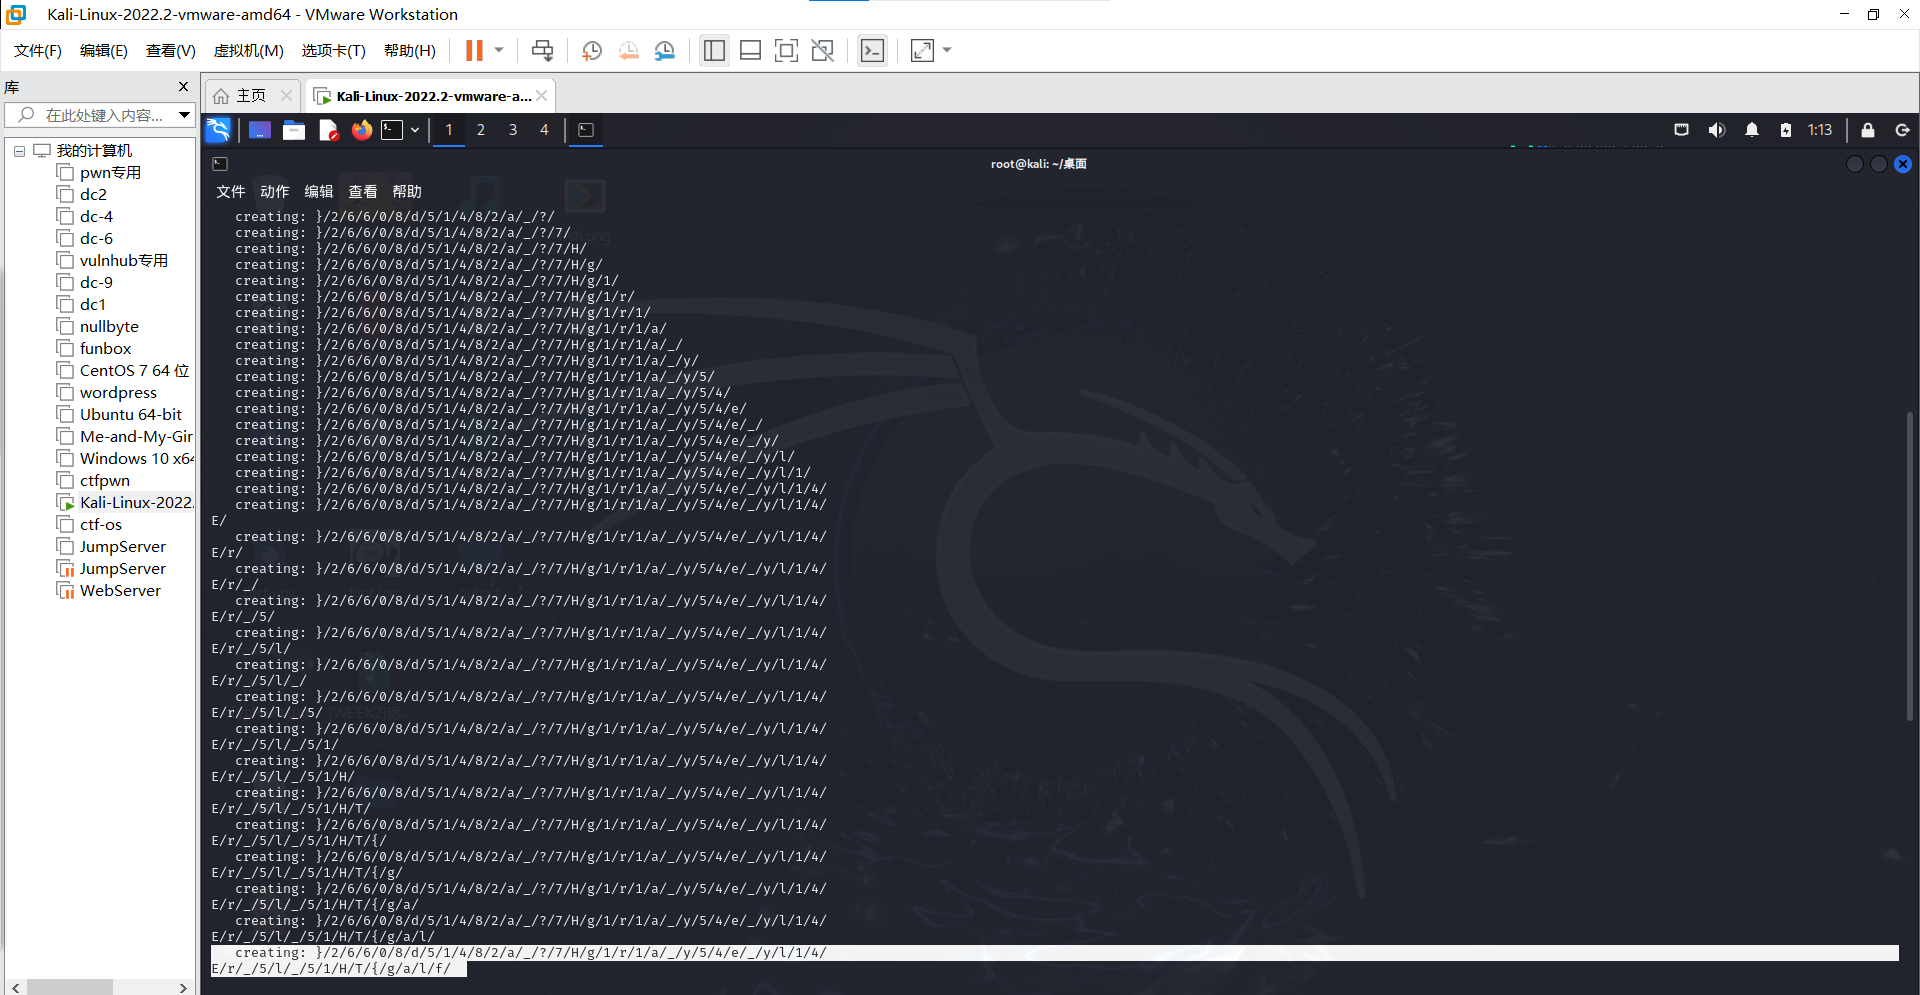 Kali-Linux-2022.2-vmware-amd64 - VMware Workstation
文件(F) 编辑(E) 查看(V) 虚拟机(M) 选项卡(T) 帮助(H)
库
在此处键入内容...
我的计算机
pwn专用
dc2
dc-4
dc-6
vulnhub专用
dc-9
dc1
nullbyte
funbox
CentOS 7 64 位
wordpress
Ubuntu 64-bit
Me-and-My-Gir
Windows 10 x64
ctfpwn
Kali-Linux-2022.
ctf-os
JumpServer
JumpServer
WebServer
主页 Kali-Linux-2022.2-vmware-a...
1 2 3 4 1:13
root@kali: ~/桌面
文件 动作 编辑 查看 帮助
creating: }/2/6/6/0/8/d/5/1/4/8/2/a/_/?/
creating: }/2/6/6/0/8/d/5/1/4/8/2/a/_/?/7/
creating: }/2/6/6/0/8/d/5/1/4/8/2/a/_/?/7/H/
creating: }/2/6/6/0/8/d/5/1/4/8/2/a/_/?/7/H/g/
creating: }/2/6/6/0/8/d/5/1/4/8/2/a/_/?/7/H/g/1/
creating: }/2/6/6/0/8/d/5/1/4/8/2/a/_/?/7/H/g/1/r/
creating: }/2/6/6/0/8/d/5/1/4/8/2/a/_/?/7/H/g/1/r/1/
creating: }/2/6/6/0/8/d/5/1/4/8/2/a/_/?/7/H/g/1/r/1/a/
creating: }/2/6/6/0/8/d/5/1/4/8/2/a/_/?/7/H/g/1/r/1/a/_/
creating: }/2/6/6/0/8/d/5/1/4/8/2/a/_/?/7/H/g/1/r/1/a/_/y/
creating: }/2/6/6/0/8/d/5/1/4/8/2/a/_/?/7/H/g/1/r/1/a/_/y/5/
creating: }/2/6/6/0/8/d/5/1/4/8/2/a/_/?/7/H/g/1/r/1/a/_/y/5/4/
creating: }/2/6/6/0/8/d/5/1/4/8/2/a/_/?/7/H/g/1/r/1/a/_/y/5/4/e/
creating: }/2/6/6/0/8/d/5/1/4/8/2/a/_/?/7/H/g/1/r/1/a/_/y/5/4/e/_/
creating: }/2/6/6/0/8/d/5/1/4/8/2/a/_/?/7/H/g/1/r/1/a/_/y/5/4/e/_/y/
creating: }/2/6/6/0/8/d/5/1/4/8/2/a/_/?/7/H/g/1/r/1/a/_/y/5/4/e/_/y/l/
creating: }/2/6/6/0/8/d/5/1/4/8/2/a/_/?/7/H/g/1/r/1/a/_/y/5/4/e/_/y/l/1/
creating: }/2/6/6/0/8/d/5/1/4/8/2/a/_/?/7/H/g/1/r/1/a/_/y/5/4/e/_/y/l/1/4/
creating: }/2/6/6/0/8/d/5/1/4/8/2/a/_/?/7/H/g/1/r/1/a/_/y/5/4/e/_/y/l/1/4/
E/
creating: }/2/6/6/0/8/d/5/1/4/8/2/a/_/?/7/H/g/1/r/1/a/_/y/5/4/e/_/y/l/1/4/
E/r/
creating: }/2/6/6/0/8/d/5/1/4/8/2/a/_/?/7/H/g/1/r/1/a/_/y/5/4/e/_/y/l/1/4/
E/r/_/
creating: }/2/6/6/0/8/d/5/1/4/8/2/a/_/?/7/H/g/1/r/1/a/_/y/5/4/e/_/y/l/1/4/
E/r/_/5/
creating: }/2/6/6/0/8/d/5/1/4/8/2/a/_/?/7/H/g/1/r/1/a/_/y/5/4/e/_/y/l/1/4/
E/r/_/5/l/
creating: }/2/6/6/0/8/d/5/1/4/8/2/a/_/?/7/H/g/1/r/1/a/_/y/5/4/e/_/y/l/1/4/
E/r/_/5/l/_/
creating: }/2/6/6/0/8/d/5/1/4/8/2/a/_/?/7/H/g/1/r/1/a/_/y/5/4/e/_/y/l/1/4/
E/r/_/5/l/_/5/
creating: }/2/6/6/0/8/d/5/1/4/8/2/a/_/?/7/H/g/1/r/1/a/_/y/5/4/e/_/y/l/1/4/
E/r/_/5/l/_/5/1/
creating: }/2/6/6/0/8/d/5/1/4/8/2/a/_/?/7/H/g/1/r/1/a/_/y/5/4/e/_/y/l/1/4/
E/r/_/5/l/_/5/1/H/
creating: }/2/6/6/0/8/d/5/1/4/8/2/a/_/?/7/H/g/1/r/1/a/_/y/5/4/e/_/y/l/1/4/
E/r/_/5/l/_/5/1/H/T/
creating: }/2/6/6/0/8/d/5/1/4/8/2/a/_/?/7/H/g/1/r/1/a/_/y/5/4/e/_/y/l/1/4/
E/r/_/5/l/_/5/1/H/T/{/
creating: }/2/6/6/0/8/d/5/1/4/8/2/a/_/?/7/H/g/1/r/1/a/_/y/5/4/e/_/y/l/1/4/
E/r/_/5/l/_/5/1/H/T/{/g/
creating: }/2/6/6/0/8/d/5/1/4/8/2/a/_/?/7/H/g/1/r/1/a/_/y/5/4/e/_/y/l/1/4/
E/r/_/5/l/_/5/1/H/T/{/g/a/
creating: }/2/6/6/0/8/d/5/1/4/8/2/a/_/?/7/H/g/1/r/1/a/_/y/5/4/e/_/y/l/1/4/
E/r/_/5/l/_/5/1/H/T/{/g/a/l/
creating: }/2/6/6/0/8/d/5/1/4/8/2/a/_/?/7/H/g/1/r/1/a/_/y/5/4/e/_/y/l/1/4/
E/r/_/5/l/_/5/1/H/T/{/g/a/l/f/